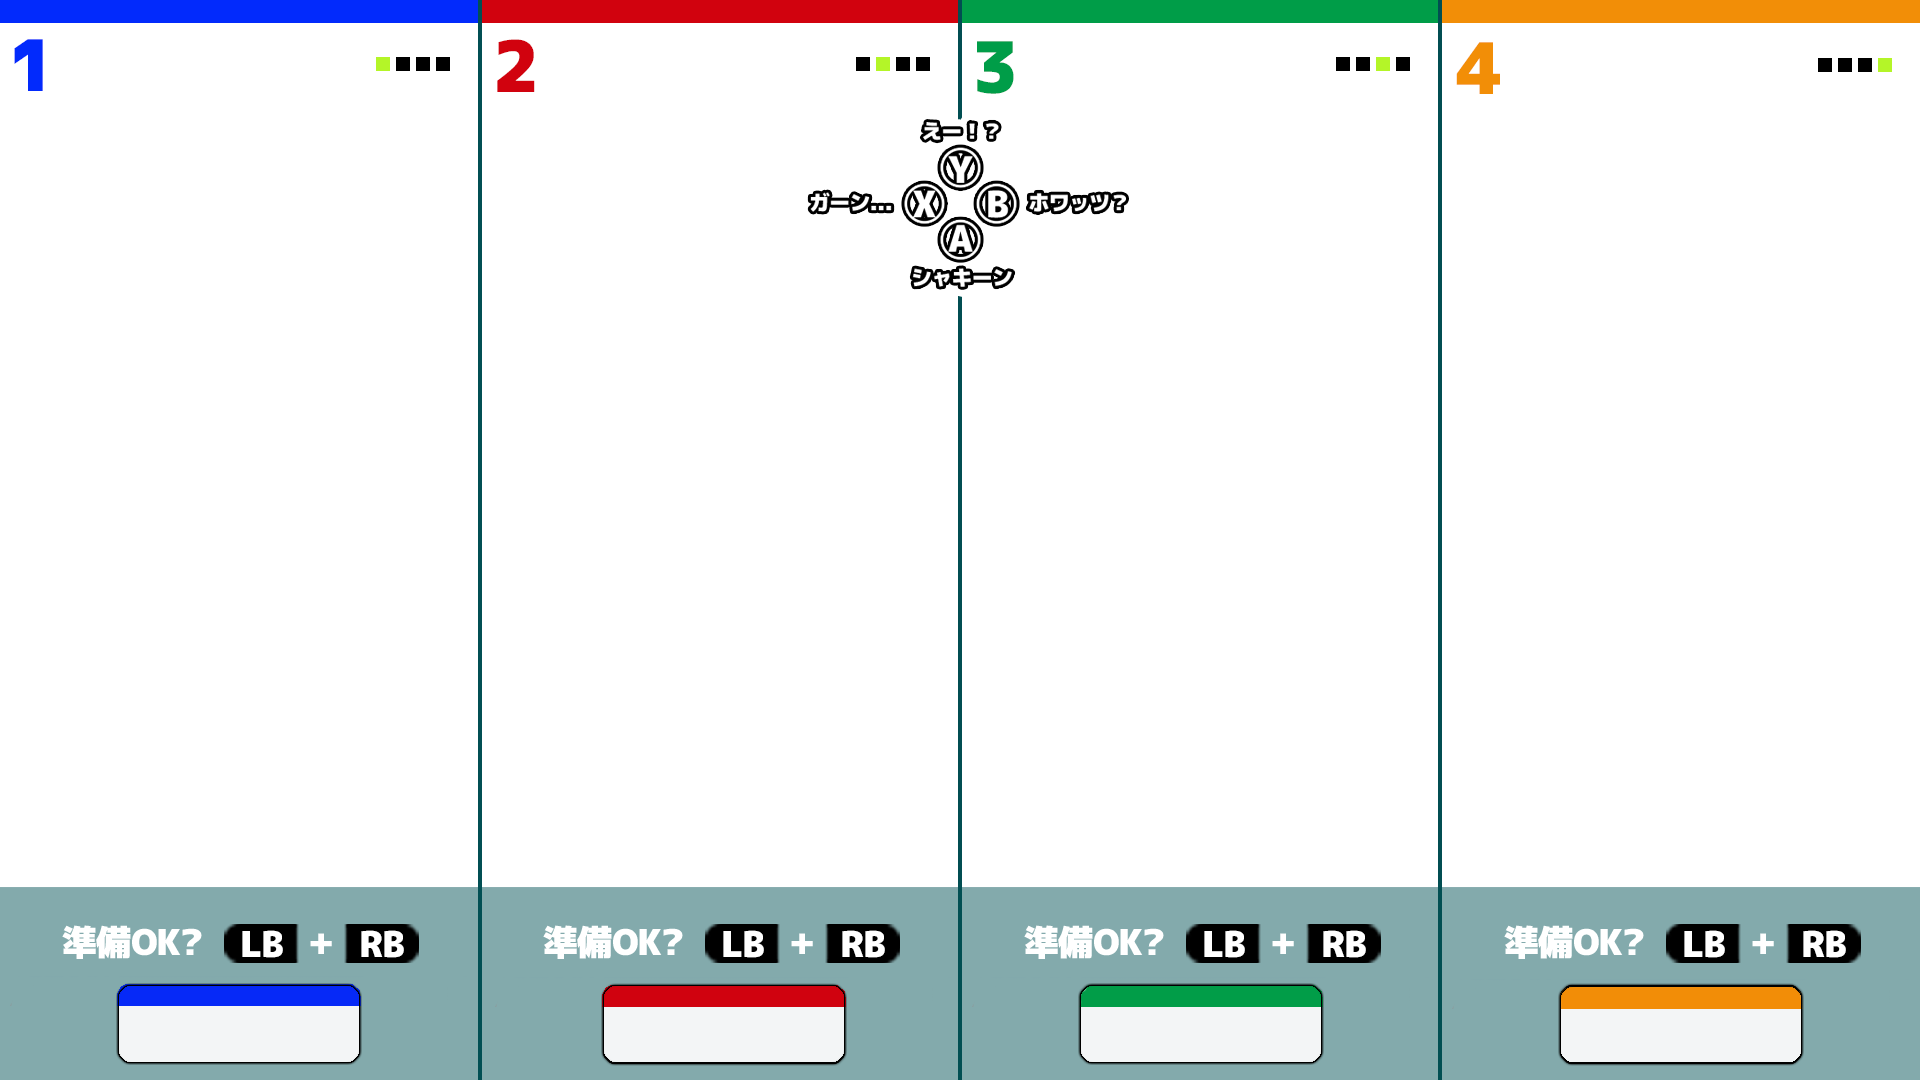 1
2
3
4
えー！？
Y
ガーン... X B ホワッツ？
A
シャキーン
準備OK? LB + RB
準備OK? LB + RB
準備OK? LB + RB
準備OK? LB + RB